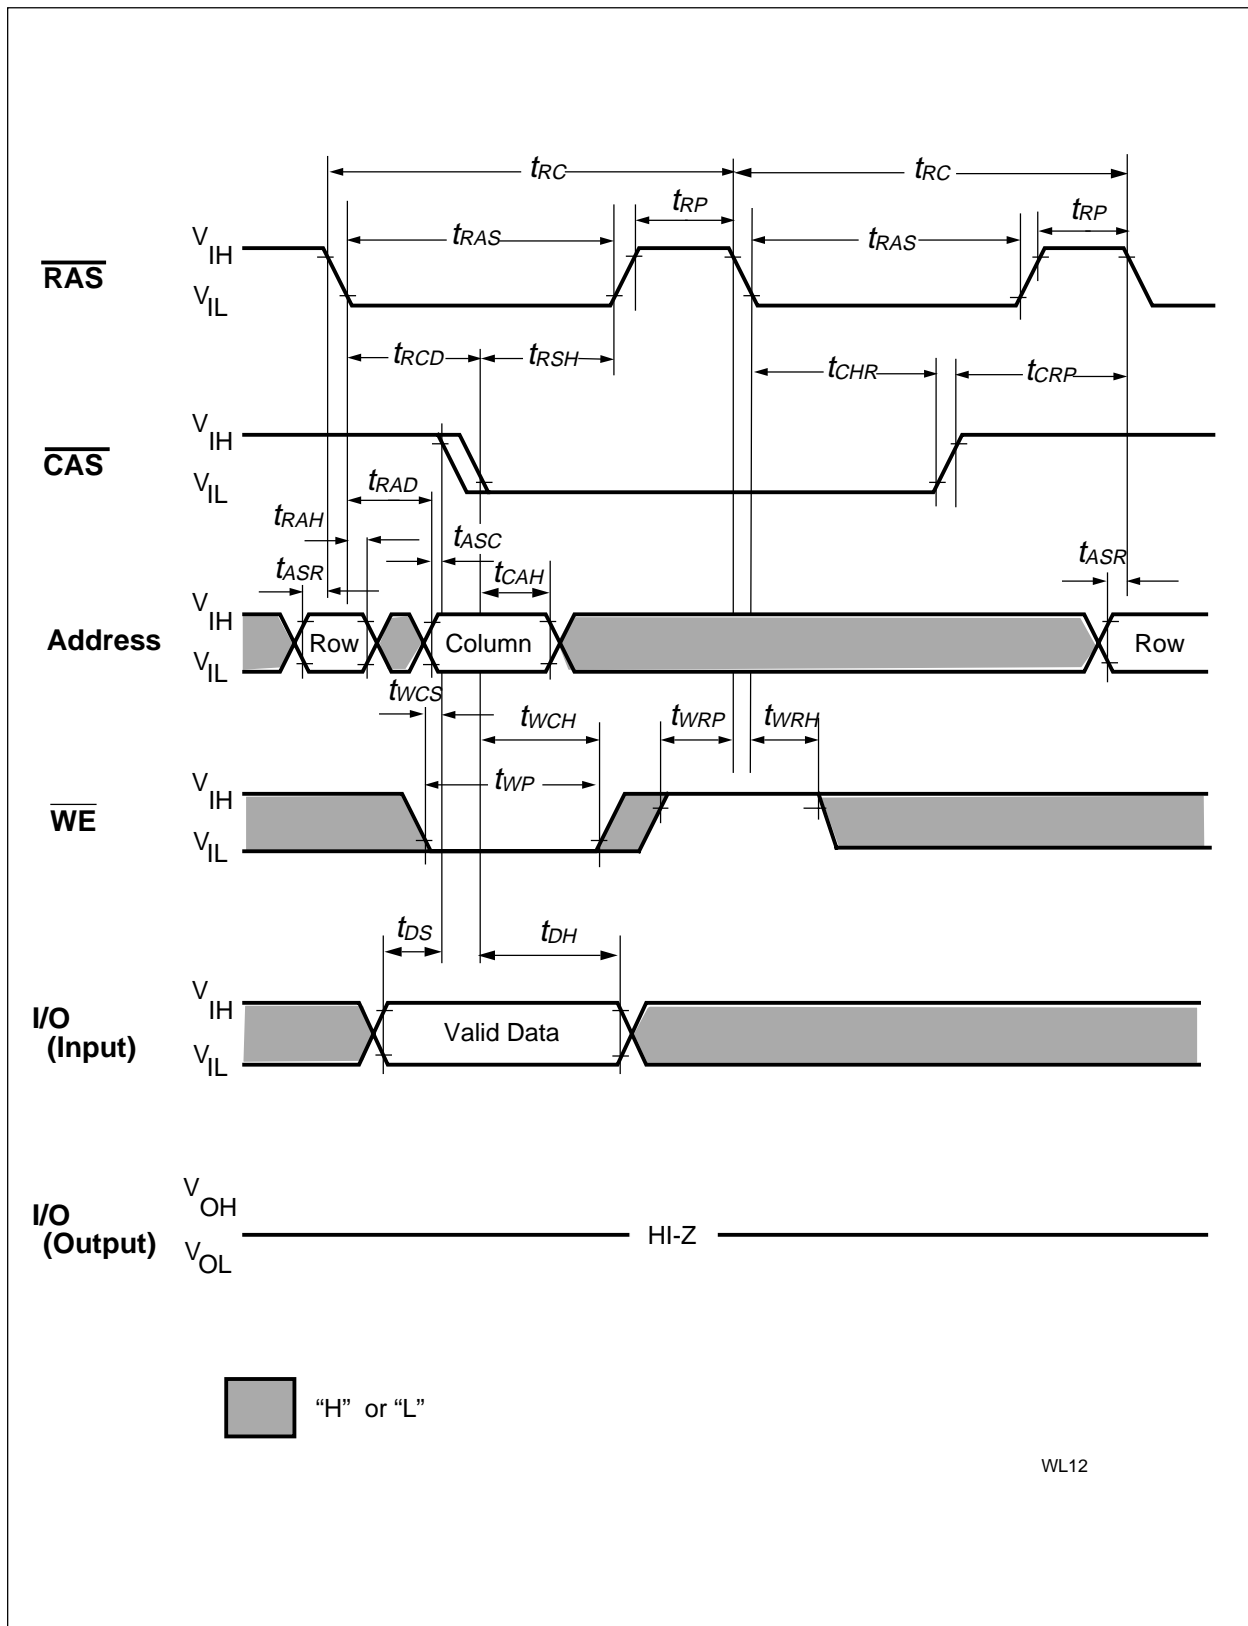 tRC tRC
tRP tRP
tRAS tRAS
VIH
RAS
VIL
tRCD tRSH
tCHR tCRP
VIH
CAS
VIL
tRAD
tRAH
tASC
tASR tCAH tASR
VIH
Address Row Column Row
VIL
tWCS
tWCH tWRP tWRH
tWP
VIH
WE
VIL
tDS tDH
VIH
I/O
(Input) Valid Data
VIL
VOH
I/O
(Output) HI-Z
VOL
“H” or “L”
WL12